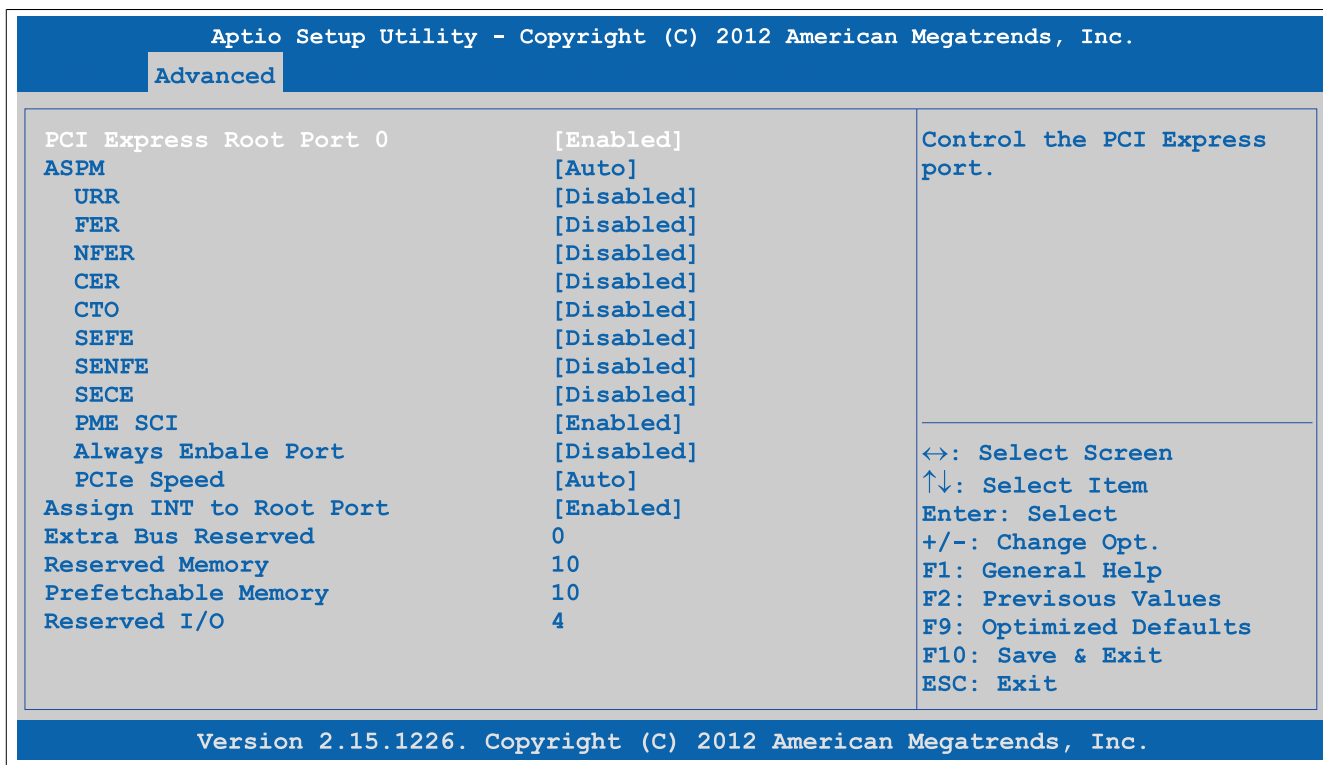 Aptio Setup Utility - Copyright (C) 2012 American Megatrends, Inc.
Advanced
PCI Express Root Port 0 [Enabled]
ASPM [Auto]
URR [Disabled]
FER [Disabled]
NFER [Disabled]
CER [Disabled]
CTO [Disabled]
SEFE [Disabled]
SENFE [Disabled]
SECE [Disabled]
PME SCI [Enabled]
Always Enbale Port [Disabled]
PCIe Speed [Auto]
Assign INT to Root Port [Enabled]
Extra Bus Reserved 0
Reserved Memory 10
Prefetchable Memory 10
Reserved I/O 4
Control the PCI Express
port.
↔: Select Screen
↑↓: Select Item
Enter: Select
+/-: Change Opt.
F1: General Help
F2: Previsous Values
F9: Optimized Defaults
F10: Save & Exit
ESC: Exit
Version 2.15.1226. Copyright (C) 2012 American Megatrends, Inc.